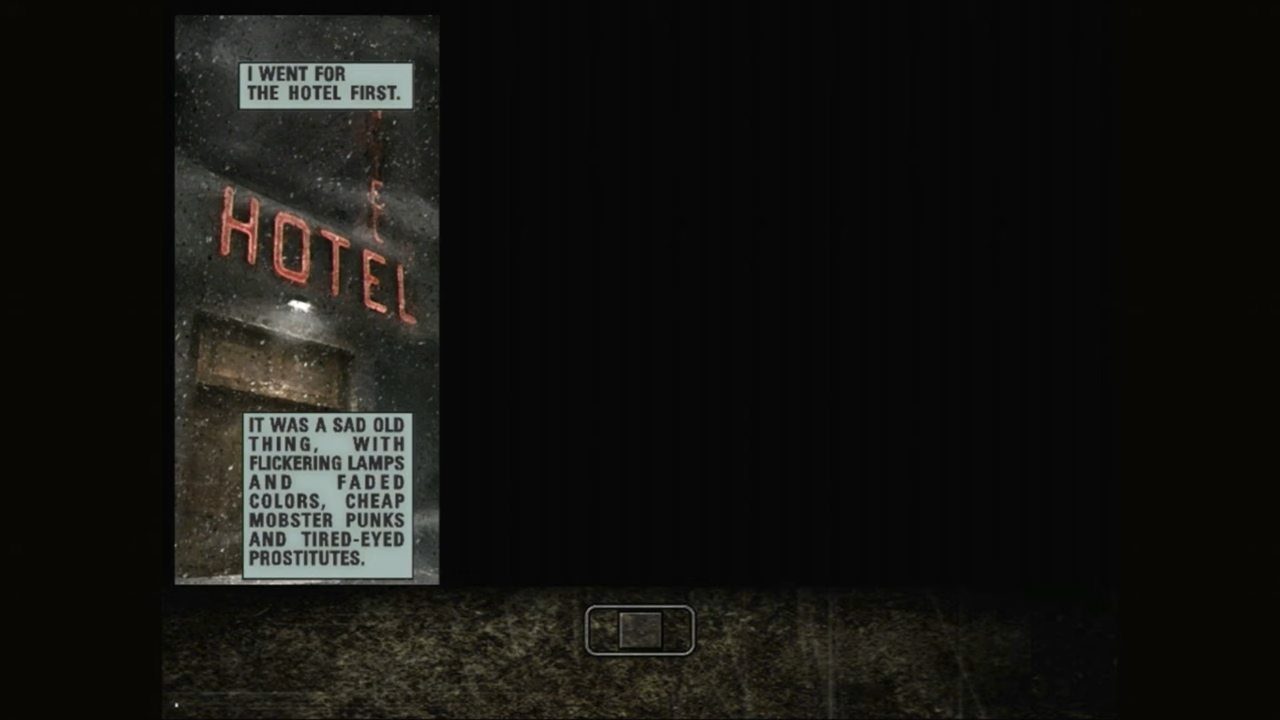 I WENT FOR
THE HOTEL FIRST.
HOTEL
IT WAS A SAD OLD
THING, WITH
FLICKERING LAMPS
AND FADED
COLORS, CHEAP
MOBSTER PUNKS
AND TIRED-EYED
PROSTITUTES.